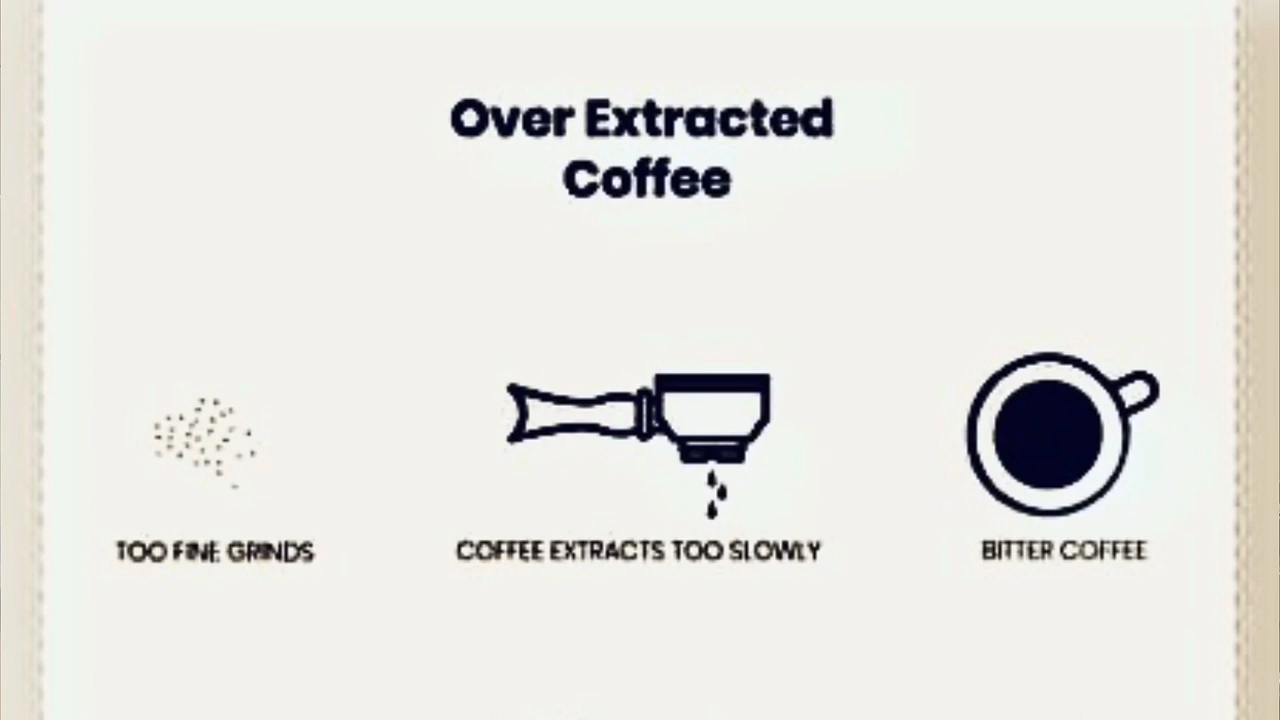 Over Extracted
Coffee
TOO FINE GRINDS
COFFEE EXTRACTS TOO SLOWLY
BITTER COFFEE